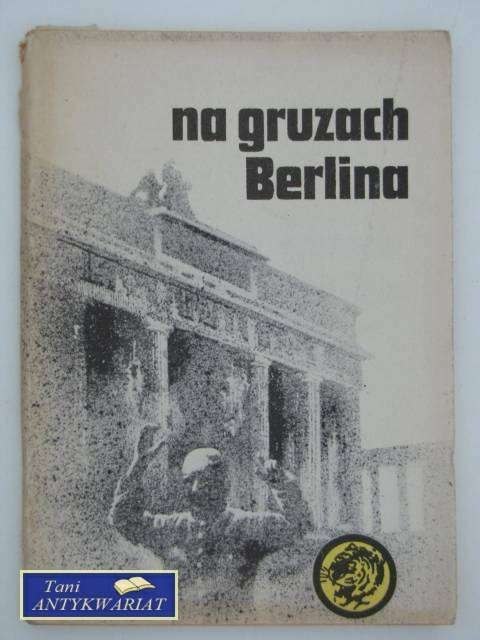 na gruzach
Berlina
Tani
ANTYKWARIAT